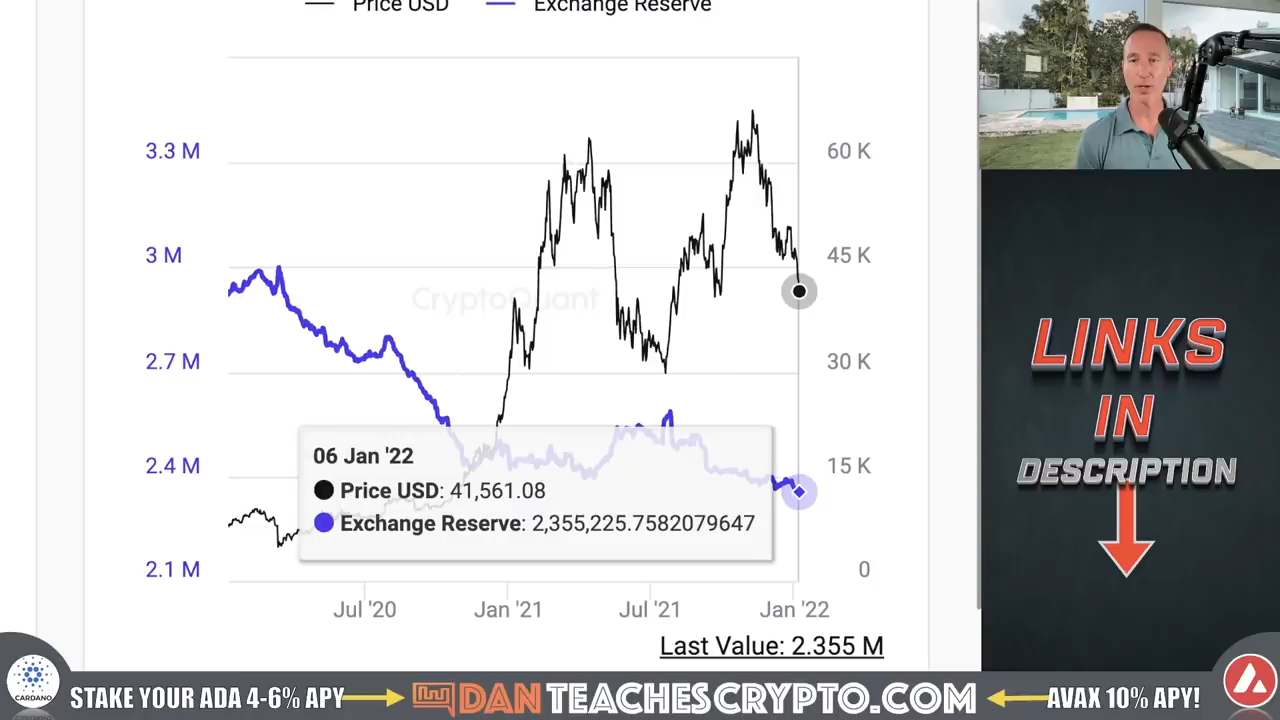 Price USD
Exchange Reserve
3.3 M
3 M
2.7 M
2.4 M
2.1 M
60 K
45 K
30 K
15 K
0
CryptoQuant
06 Jan '22
Price USD: 41,561.08
Exchange Reserve: 2,355,225.7582079647
Jul '20
Jan '21
Jul '21
Jan '22
Last Value: 2.355 M
LINKS
IN
DESCRIPTION
CARDANO
STAKE YOUR ADA 4-6% APY
DANTEACHESCRYPTO.COM
AVAX 10% APY!